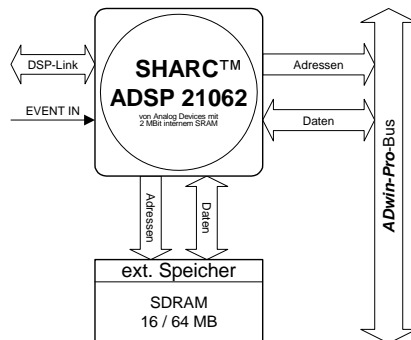 SHARC™
ADSP 21062
von Analog Devices mit
2 MBit internem SRAM
DSP-Link
EVENT IN
Adressen
Daten
Adressen
Daten
ADwin-Pro-Bus
ext. Speicher
SDRAM
16 / 64 MB